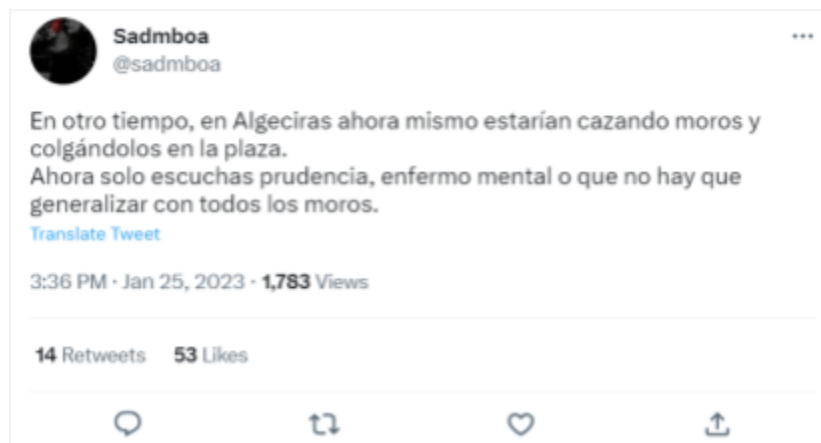 Sadmboa
@sadmboa
En otro tiempo, en Algeciras ahora mismo estarían cazando moros y
colgándolos en la plaza.
Ahora solo escuchas prudencia, enfermo mental o que no hay que
generalizar con todos los moros.
Translate Tweet
3:36 PM · Jan 25, 2023 · 1,783 Views
14 Retweets 53 Likes